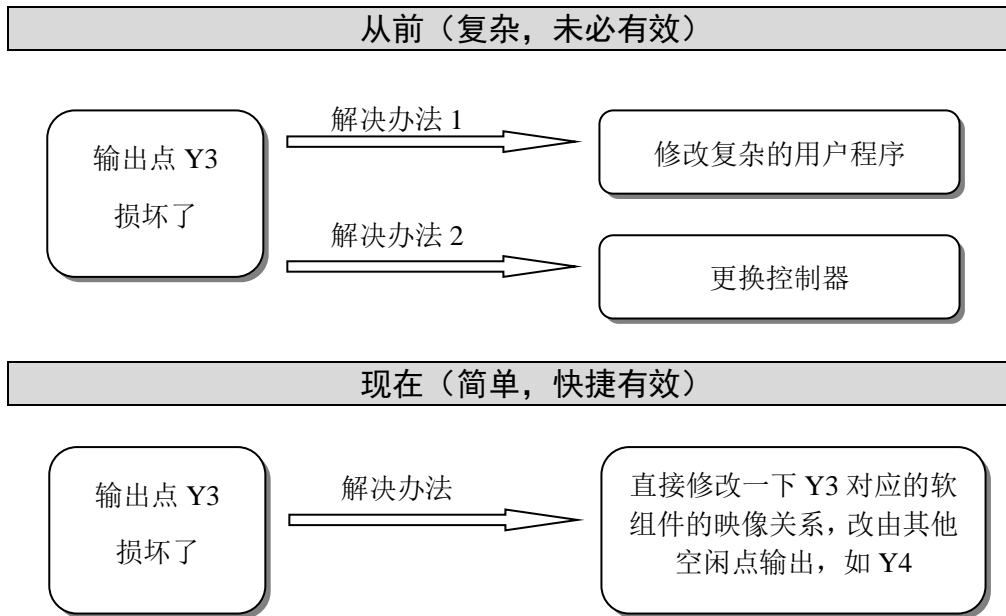 从前（复杂，未必有效）
输出点 Y3
损坏了
解决办法 1
修改复杂的用户程序
解决办法 2
更换控制器
现在（简单，快捷有效）
输出点 Y3
损坏了
解决办法
直接修改一下 Y3 对应的软
组件的映像关系，改由其他
空闲点输出，如 Y4